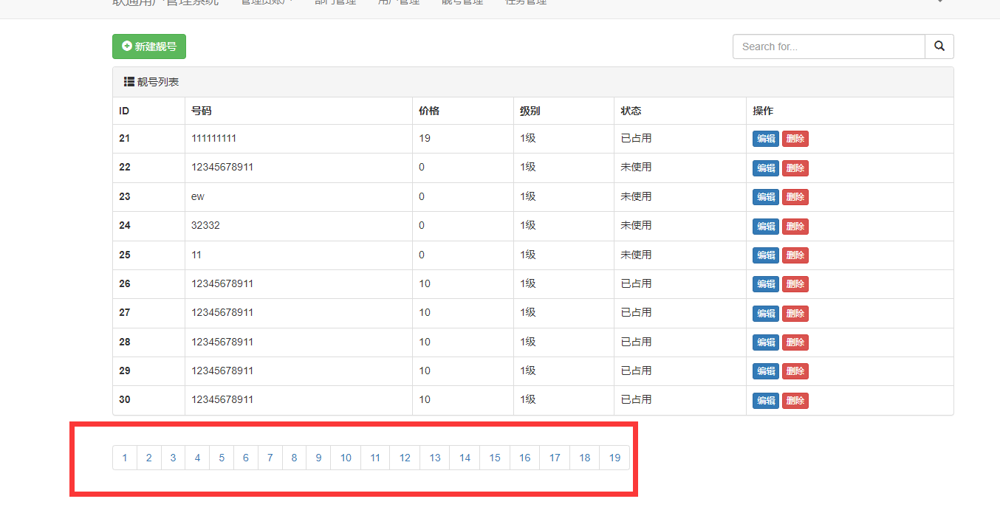 联通用户管理系统 管理员账户 部门管理 用户管理 靓号管理 任务管理
新建靓号 Search for...
靓号列表
ID 号码 价格 级别 状态 操作
21 111111111 19 1级 已占用 编辑 删除
22 12345678911 0 1级 未使用 编辑 删除
23 ew 0 1级 未使用 编辑 删除
24 32332 0 1级 未使用 编辑 删除
25 11 0 1级 未使用 编辑 删除
26 12345678911 10 1级 已占用 编辑 删除
27 12345678911 10 1级 已占用 编辑 删除
28 12345678911 10 1级 已占用 编辑 删除
29 12345678911 10 1级 已占用 编辑 删除
30 12345678911 10 1级 已占用 编辑 删除
1 2 3 4 5 6 7 8 9 10 11 12 13 14 15 16 17 18 19